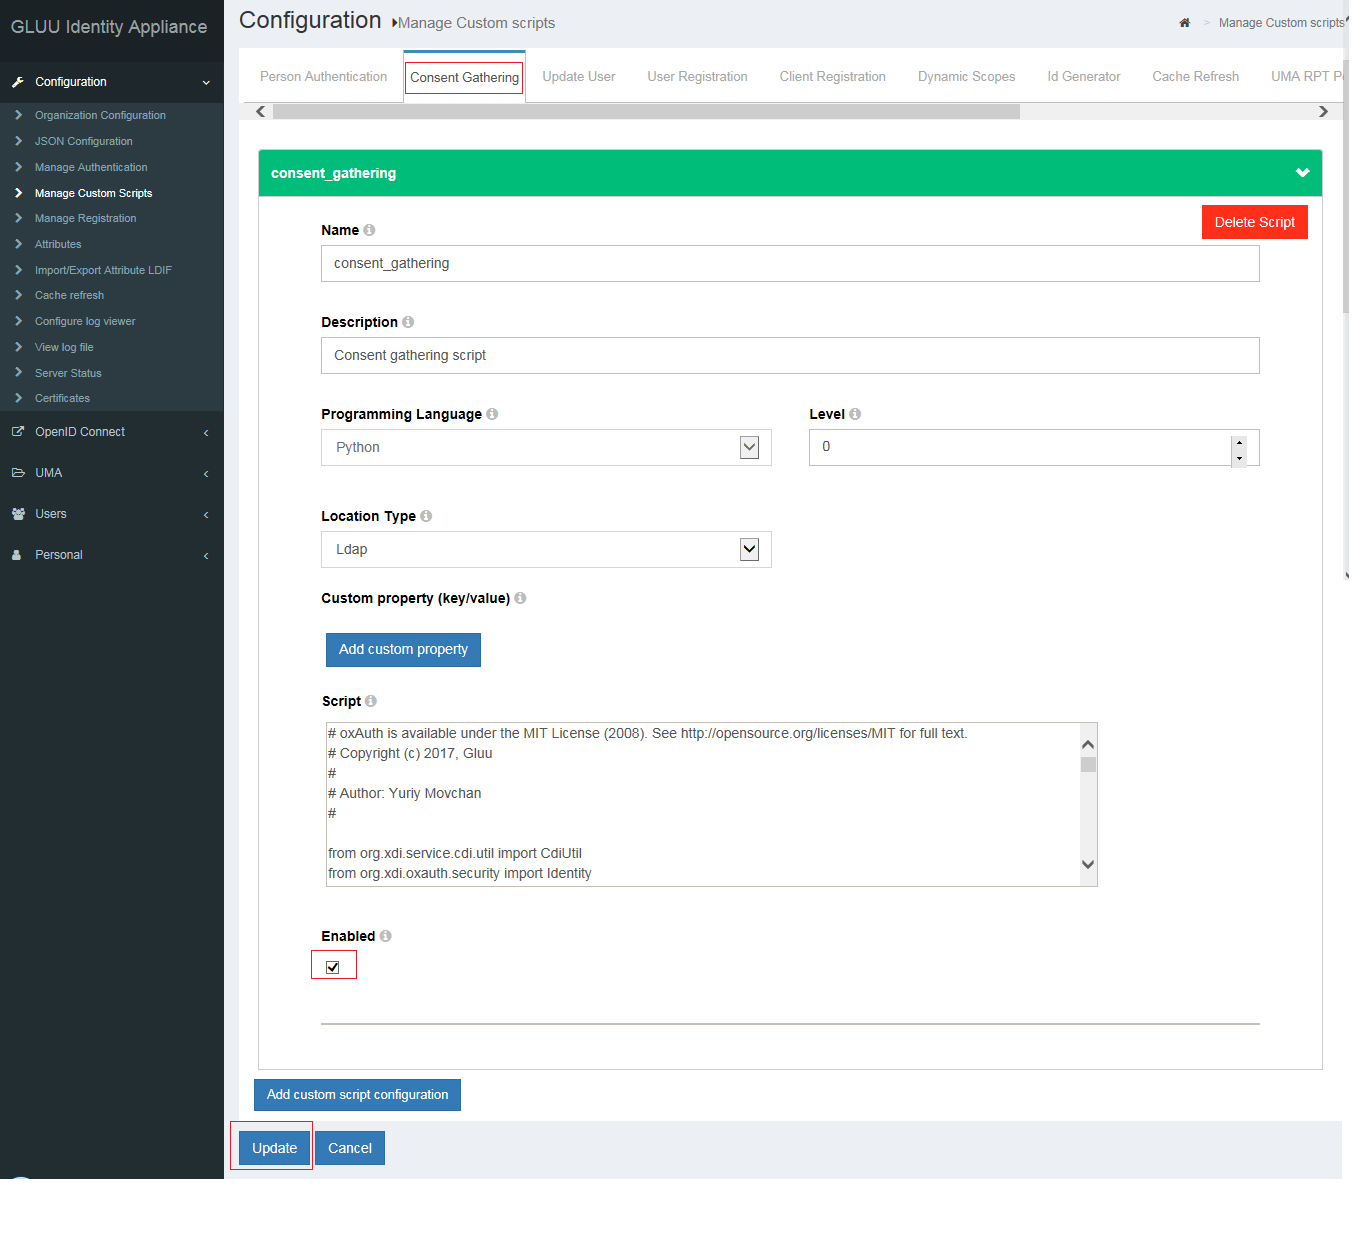 GLUU Identity Appliance
Configuration
Organization Configuration
JSON Configuration
Manage Authentication
Manage Custom Scripts
Manage Registration
Attributes
Import/Export Attribute LDIF
Cache refresh
Configure log viewer
View log file
Server Status
Certificates
OpenID Connect
UMA
Users
Personal
Configuration Manage Custom scripts
> Manage Custom scripts
Person Authentication Consent Gathering Update User User Registration Client Registration Dynamic Scopes Id Generator Cache Refresh UMA RPT
consent_gathering
Delete Script
Name
consent_gathering
Description
Consent gathering script
Programming Language Level
Python 0
Location Type
Ldap
Custom property (key/value)
Add custom property
Script
# oxAuth is available under the MIT License (2008). See http://opensource.org/licenses/MIT for full text.
# Copyright (c) 2017, Gluu
#
# Author: Yuriy Movchan
#
from org.xdi.service.cdi.util import CdiUtil
from org.xdi.oxauth.security import Identity
Enabled
Add custom script configuration
Update Cancel